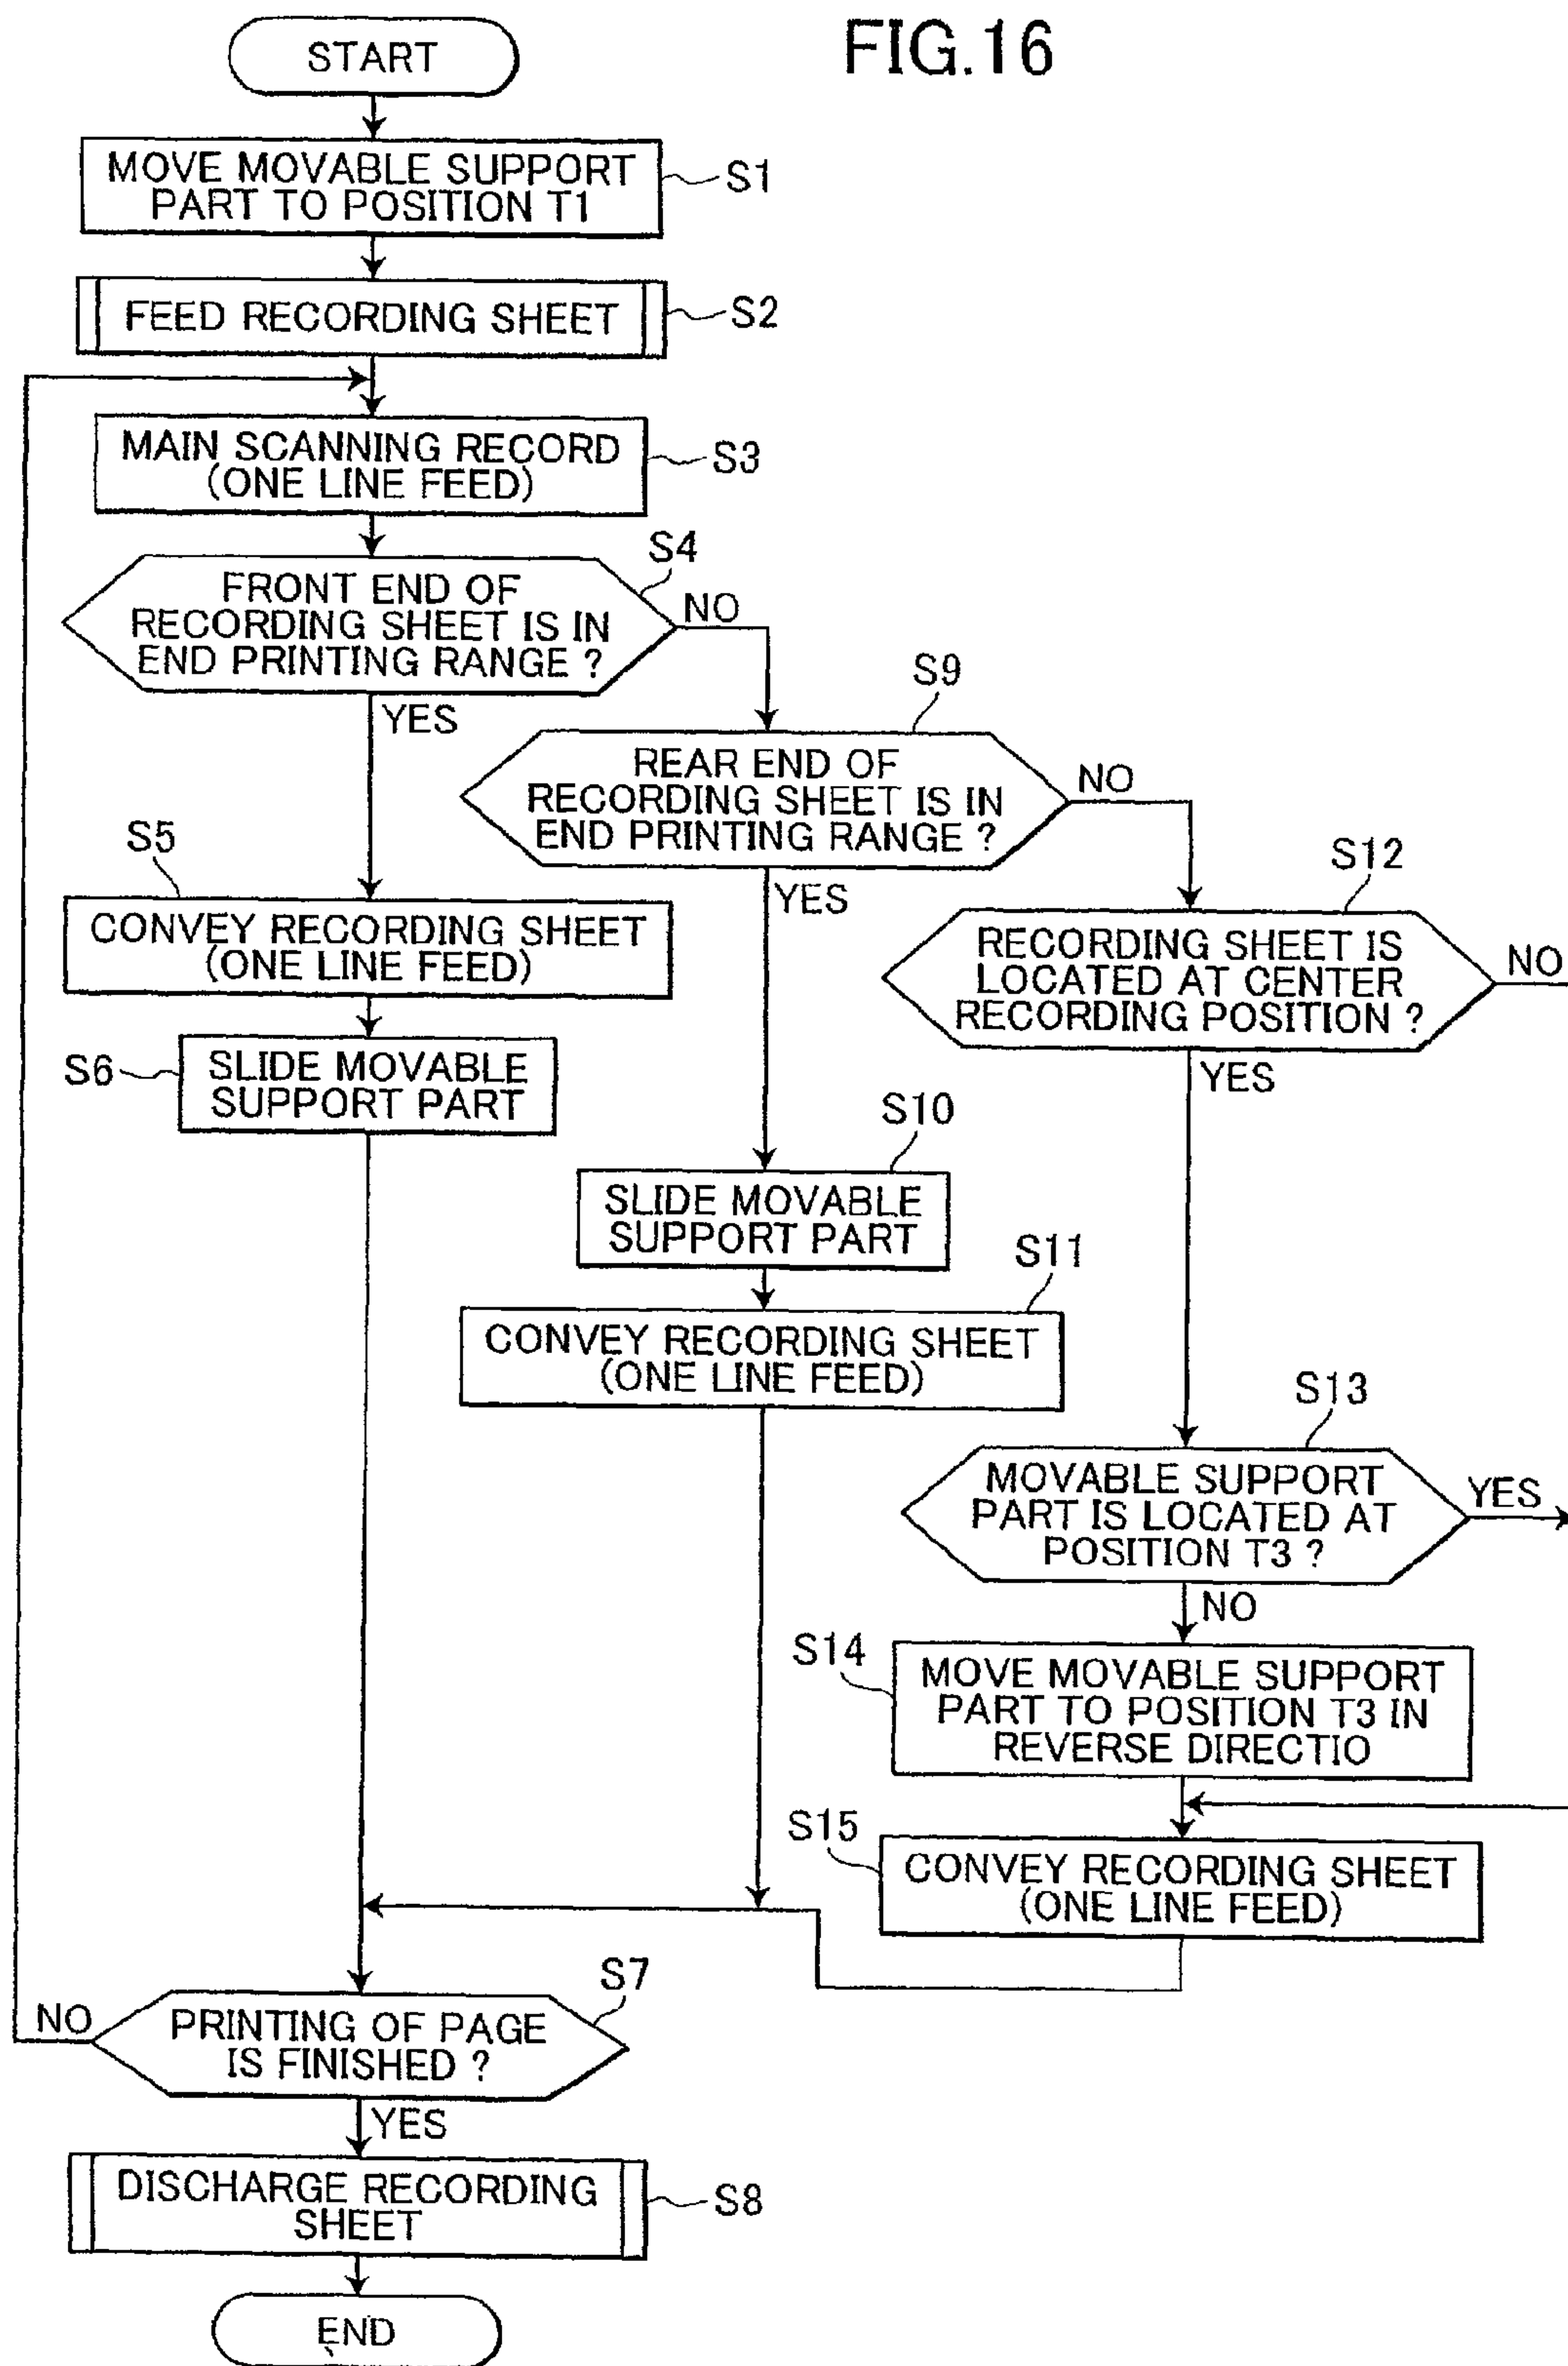 FIG.16
START
MOVE MOVABLE SUPPORT
PART TO POSITION T1
S1
FEED RECORDING SHEET
S2
MAIN SCANNING RECORD
(ONE LINE FEED)
S3
S4
FRONT END OF
RECORDING SHEET IS IN
END PRINTING RANGE ?
NO
YES
S9
REAR END OF
RECORDING SHEET IS IN
END PRINTING RANGE ?
NO
YES
S5
CONVEY RECORDING SHEET
(ONE LINE FEED)
S12
RECORDING SHEET IS
LOCATED AT CENTER
RECORDING POSITION ?
NO
YES
S6
SLIDE MOVABLE
SUPPORT PART
S10
SLIDE MOVABLE
SUPPORT PART
S11
CONVEY RECORDING SHEET
(ONE LINE FEED)
S13
MOVABLE SUPPORT
PART IS LOCATED AT
POSITION T3 ?
YES
NO
S14
MOVE MOVABLE SUPPORT
PART TO POSITION T3 IN
REVERSE DIRECTIO
S15
CONVEY RECORDING SHEET
(ONE LINE FEED)
S7
PRINTING OF PAGE
IS FINISHED ?
NO
YES
DISCHARGE RECORDING
SHEET
S8
END